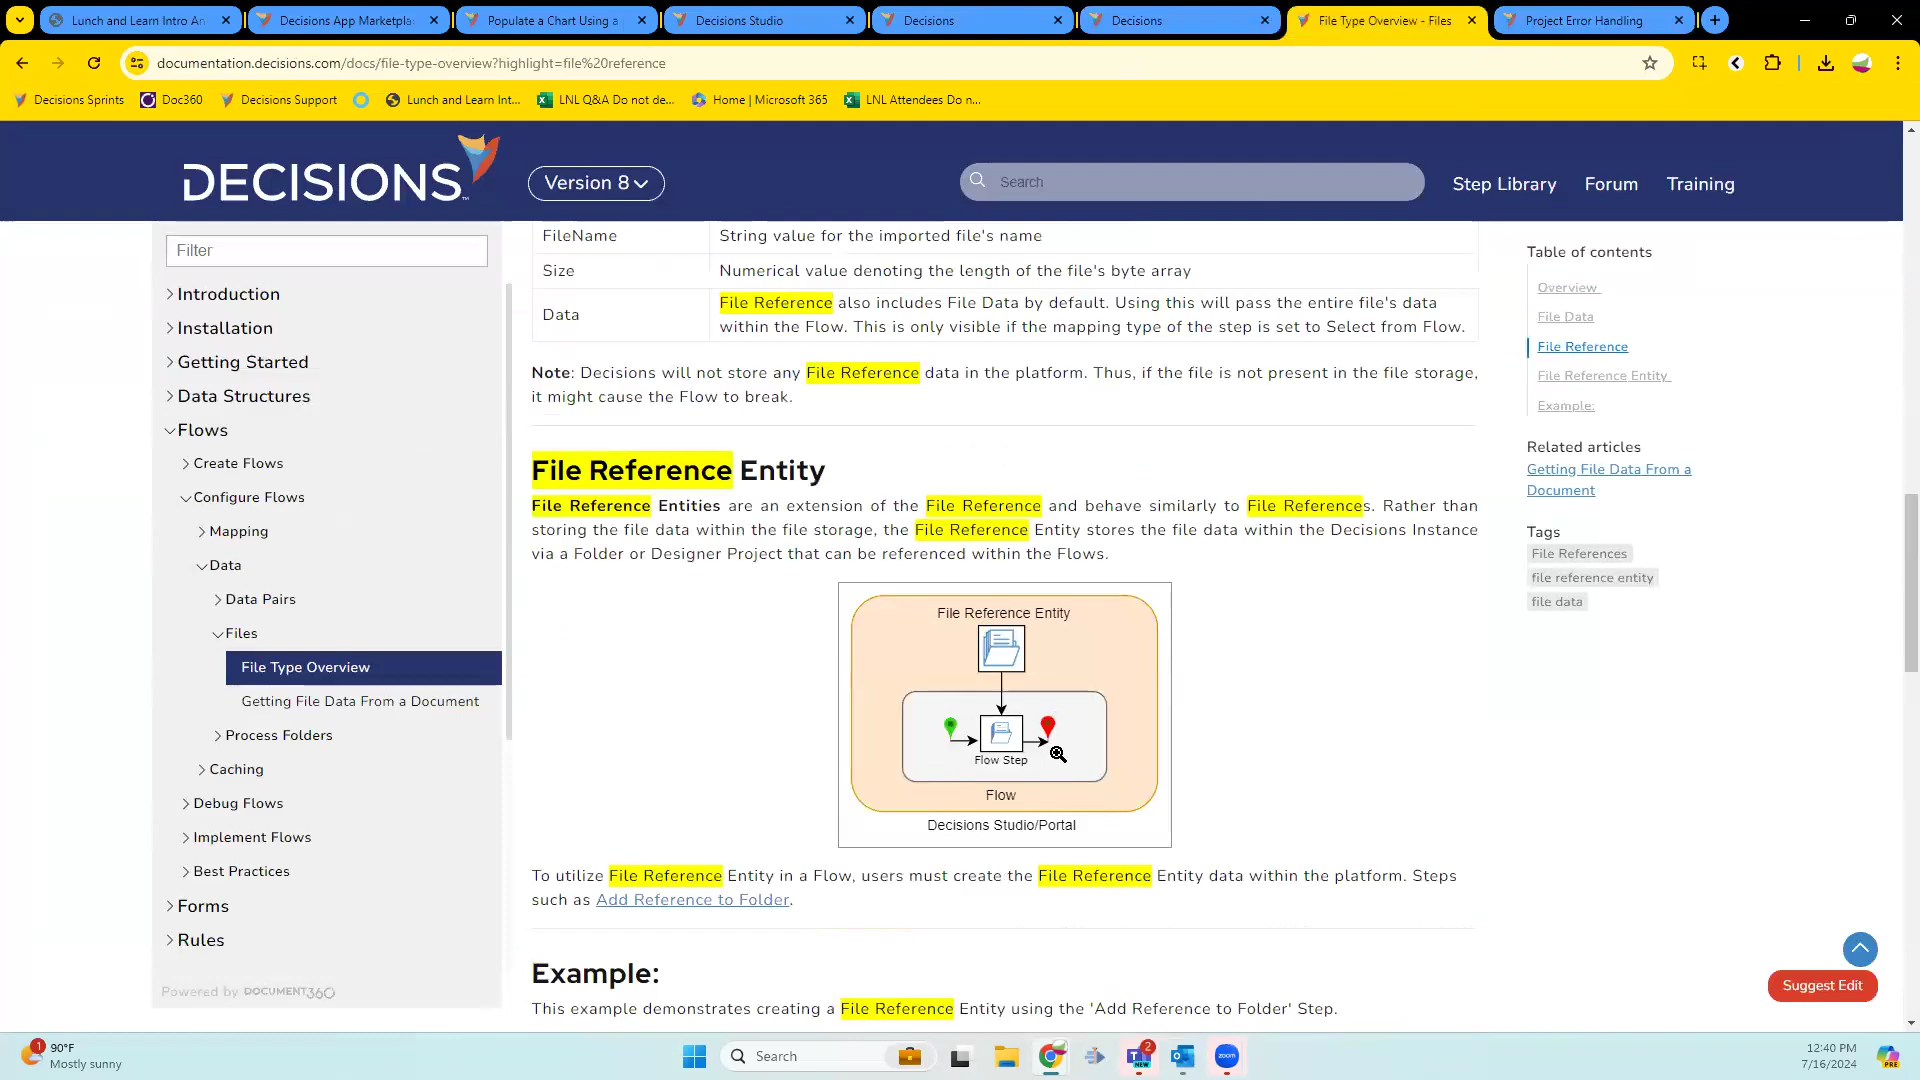 Lunch and Learn Intro An
Decisions App Marketpla
Populate a Chart Using a
Decisions Studio
Decisions
Decisions
File Type Overview - Files
Project Error Handling
documentation.decisions.com/docs/file-type-overview?highlight=file%20reference
Decisions Sprints
Doc360
Decisions Support
Lunch and Learn Int...
LNL Q&A Do not de...
Home | Microsoft 365
LNL Attendees Do n...
DECISIONS
Version 8
Search
Step Library
Forum
Training
Filter
Introduction
Installation
Getting Started
Data Structures
Flows
Create Flows
Configure Flows
Mapping
Data
Data Pairs
Files
File Type Overview
Getting File Data From a Document
Process Folders
Caching
Debug Flows
Implement Flows
Best Practices
Forms
Rules
Powered by DOCUMENT360
FileName String value for the imported file's name
Size Numerical value denoting the length of the file's byte array
Data File Reference also includes File Data by default. Using this will pass the entire file's data
within the Flow. This is only visible if the mapping type of the step is set to Select from Flow.
Note: Decisions will not store any File Reference data in the platform. Thus, if the file is not present in the file storage,
it might cause the Flow to break.
File Reference Entity
File Reference Entities are an extension of the File Reference and behave similarly to File References. Rather than
storing the file data within the file storage, the File Reference Entity stores the file data within the Decisions Instance
via a Folder or Designer Project that can be referenced within the Flows.
File Reference Entity
Flow Step
Flow
Decisions Studio/Portal
To utilize File Reference Entity in a Flow, users must create the File Reference Entity data within the platform. Steps
such as Add Reference to Folder.
Example:
This example demonstrates creating a File Reference Entity using the 'Add Reference to Folder' Step.
Table of contents
Overview
File Data
File Reference
File Reference Entity
Example:
Related articles
Getting File Data From a
Document
Tags
File References
file reference entity
file data
Suggest Edit
1
90°F
Mostly sunny
Search
NEW
2
zoom
12:40 PM
7/16/2024
PRE